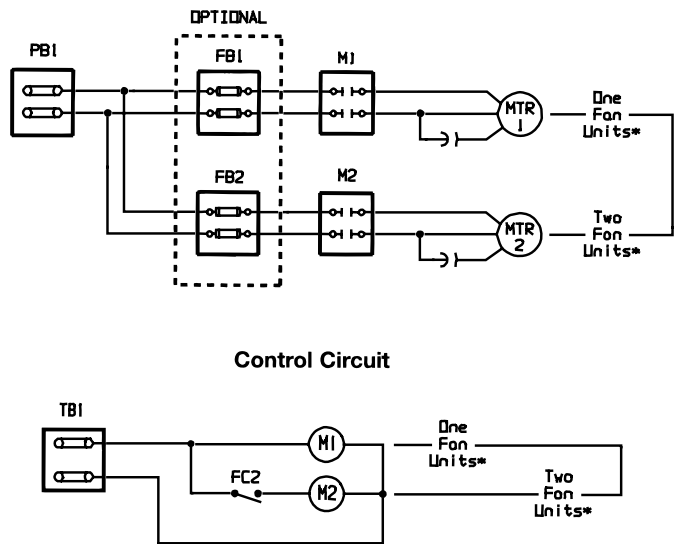 OPTIONAL
PB1
FB1
M1
MTR
1
One
Fan
Units*
FB2
M2
MTR
2
Two
Fan
Units*
Control Circuit
TB1
M1
One
Fan
Units*
FC2
M2
Two
Fan
Units*